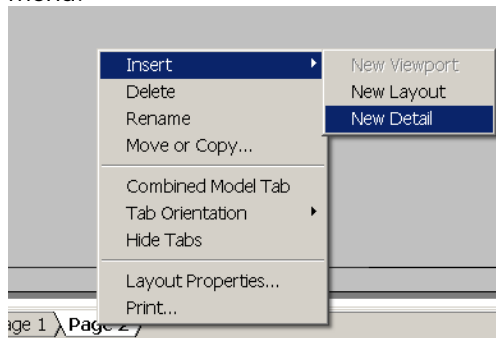 Insert
New Viewport
Delete
New Layout
Rename
New Detail
Move or Copy...
Combined Model Tab
Tab Orientation
Hide Tabs
Layout Properties...
Print...
age 1 Page 2